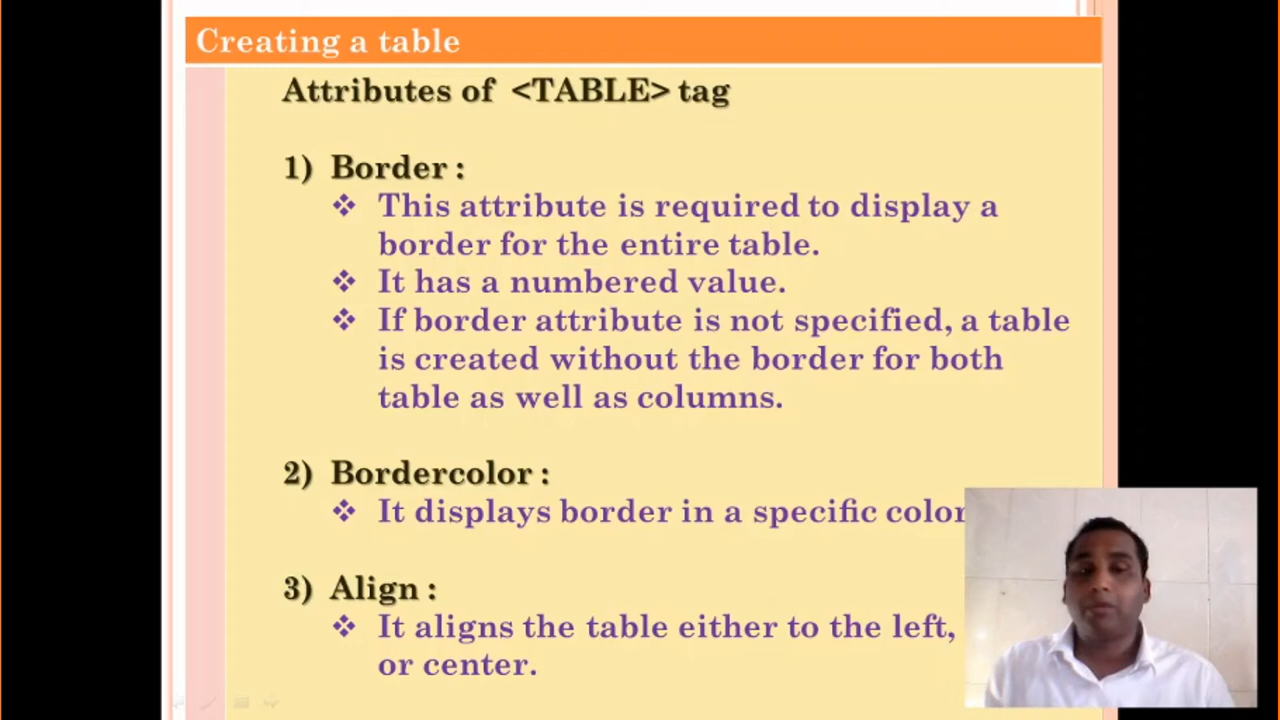 Creating a table
Attributes of <TABLE> tag
1) Border :
❖ This attribute is required to display a
border for the entire table.
❖ It has a numbered value.
❖ If border attribute is not specified, a table
is created without the border for both
table as well as columns.
2) Bordercolor :
❖ It displays border in a specific color
3) Align :
❖ It aligns the table either to the left,
or center.